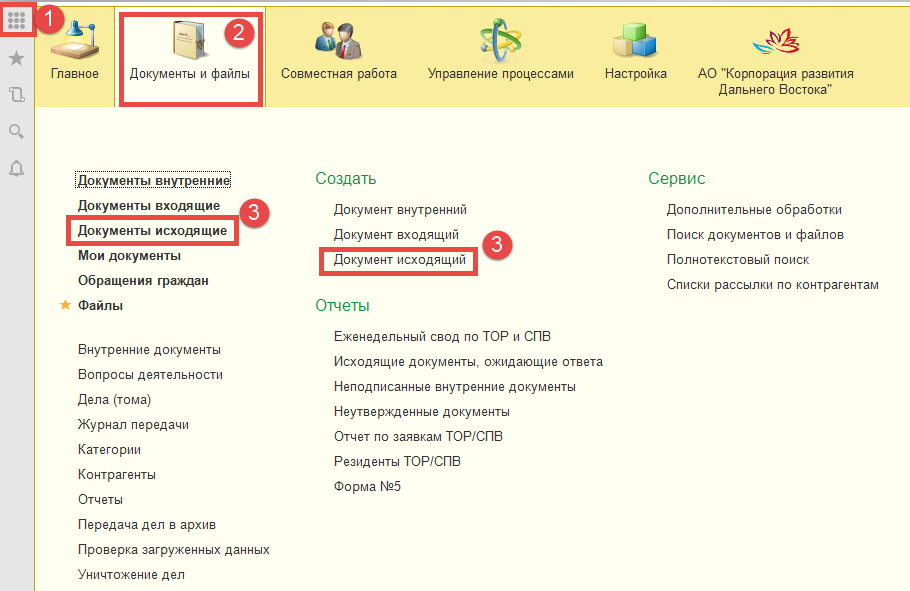 1
2
Главное
Документы и файлы
Совместная работа
Управление процессами
Настройка
АО "Корпорация развития
Дальнего Востока"
Документы внутренние
Документы входящие
3
Документы исходящие
Мои документы
Обращения граждан
Файлы
Внутренние документы
Вопросы деятельности
Дела (тома)
Журнал передачи
Категории
Контрагенты
Отчеты
Передача дел в архив
Проверка загруженных данных
Уничтожение дел
Создать
Документ внутренний
Документ входящий
3
Документ исходящий
Отчеты
Еженедельный свод по ТОР и СПВ
Исходящие документы, ожидающие ответа
Неподписанные внутренние документы
Неутвержденные документы
Отчет по заявкам ТОР/СПВ
Резиденты ТОР/СПВ
Форма №5
Сервис
Дополнительные обработки
Поиск документов и файлов
Полнотекстовый поиск
Списки рассылки по контрагентам